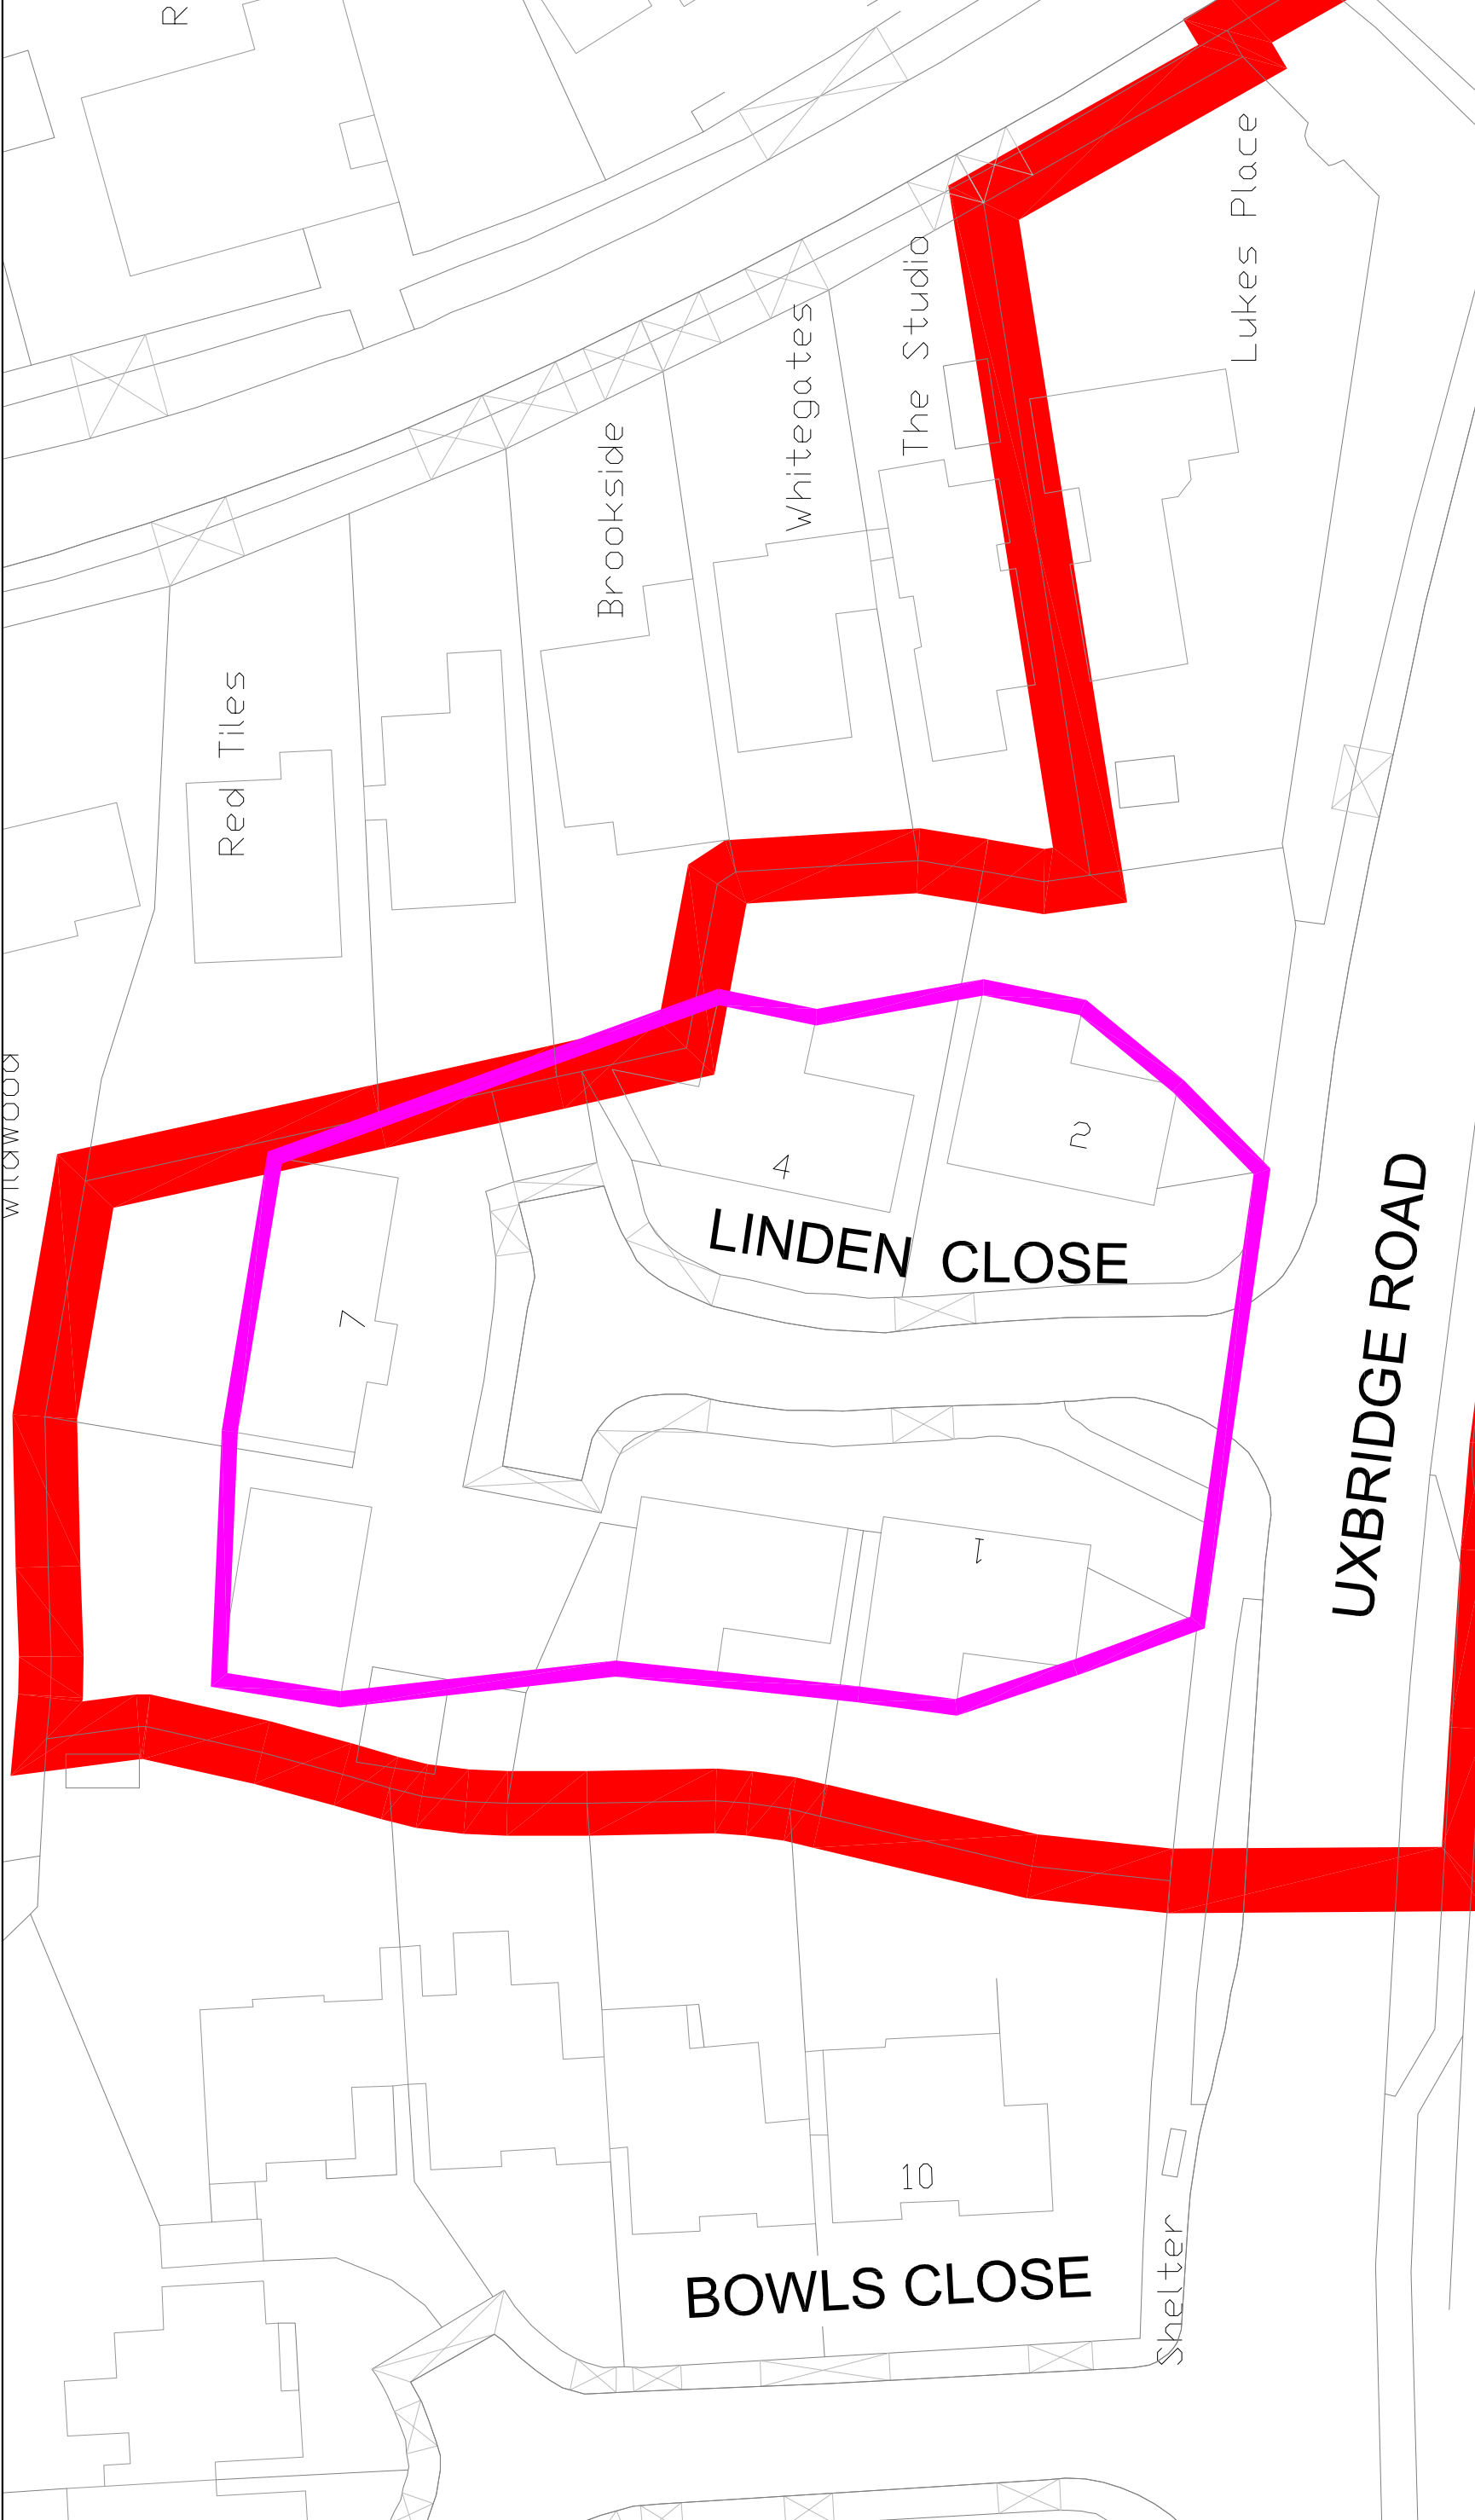 R
Lukes Place
The Studio
Whitegates
Brookside
Red Tiles
4
2
LINDEN CLOSE
7
UXBRIDGE ROAD
1
10
BOWLS CLOSE
Shelter